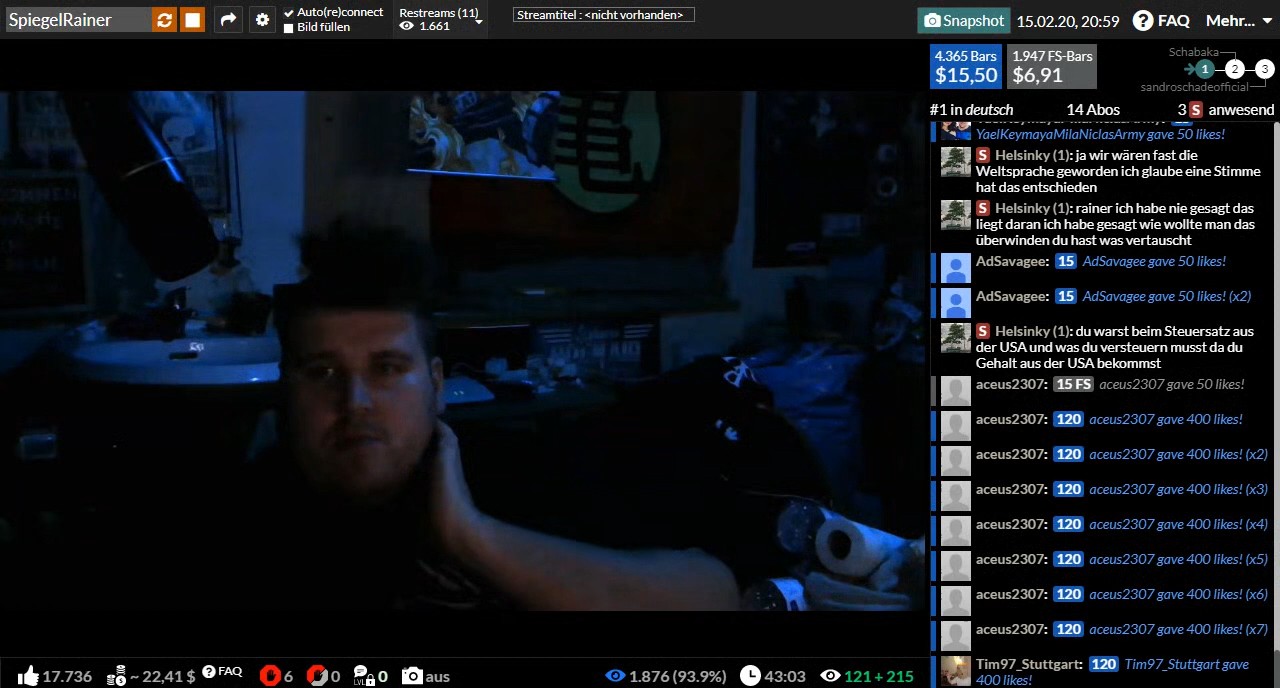 SpiegelRainer
Auto(re)connect
Bild füllen
Restreams (11)
1.661
Streamtitel : <nicht vorhanden>
Snapshot
15.02.20, 20:59
FAQ
Mehr...
4.365 Bars
$15,50
1.947 FS-Bars
$6,91
Schabaka
1 2 3
sandroschadeofficial
#1 in deutsch
14 Abos
3 S anwesend
YaelKeymayaMilaNiclasArmy gave 50 likes!
S Helsinky (1): ja wir wären fast die
Weltsprache geworden ich glaube eine Stimme
hat das entschieden
S Helsinky (1): rainer ich habe nie gesagt das
liegt daran ich habe gesagt wie wollte man das
überwinden du hast was vertauscht
AdSavagee: 15 AdSavagee gave 50 likes!
AdSavagee: 15 AdSavagee gave 50 likes! (x2)
S Helsinky (1): du warst beim Steuersatz aus
der USA und was du versteuern musst da du
Gehalt aus der USA bekommst
aceus2307: 15 FS aceus2307 gave 50 likes!
aceus2307: 120 aceus2307 gave 400 likes!
aceus2307: 120 aceus2307 gave 400 likes! (x2)
aceus2307: 120 aceus2307 gave 400 likes! (x3)
aceus2307: 120 aceus2307 gave 400 likes! (x4)
aceus2307: 120 aceus2307 gave 400 likes! (x5)
aceus2307: 120 aceus2307 gave 400 likes! (x6)
aceus2307: 120 aceus2307 gave 400 likes! (x7)
Tim97_Stuttgart: 120 Tim97_Stuttgart gave
400 likes!
17.736
~ 22,41 $
FAQ
6
0
LVL
0
aus
1.876 (93.9%)
43:03
121 + 215